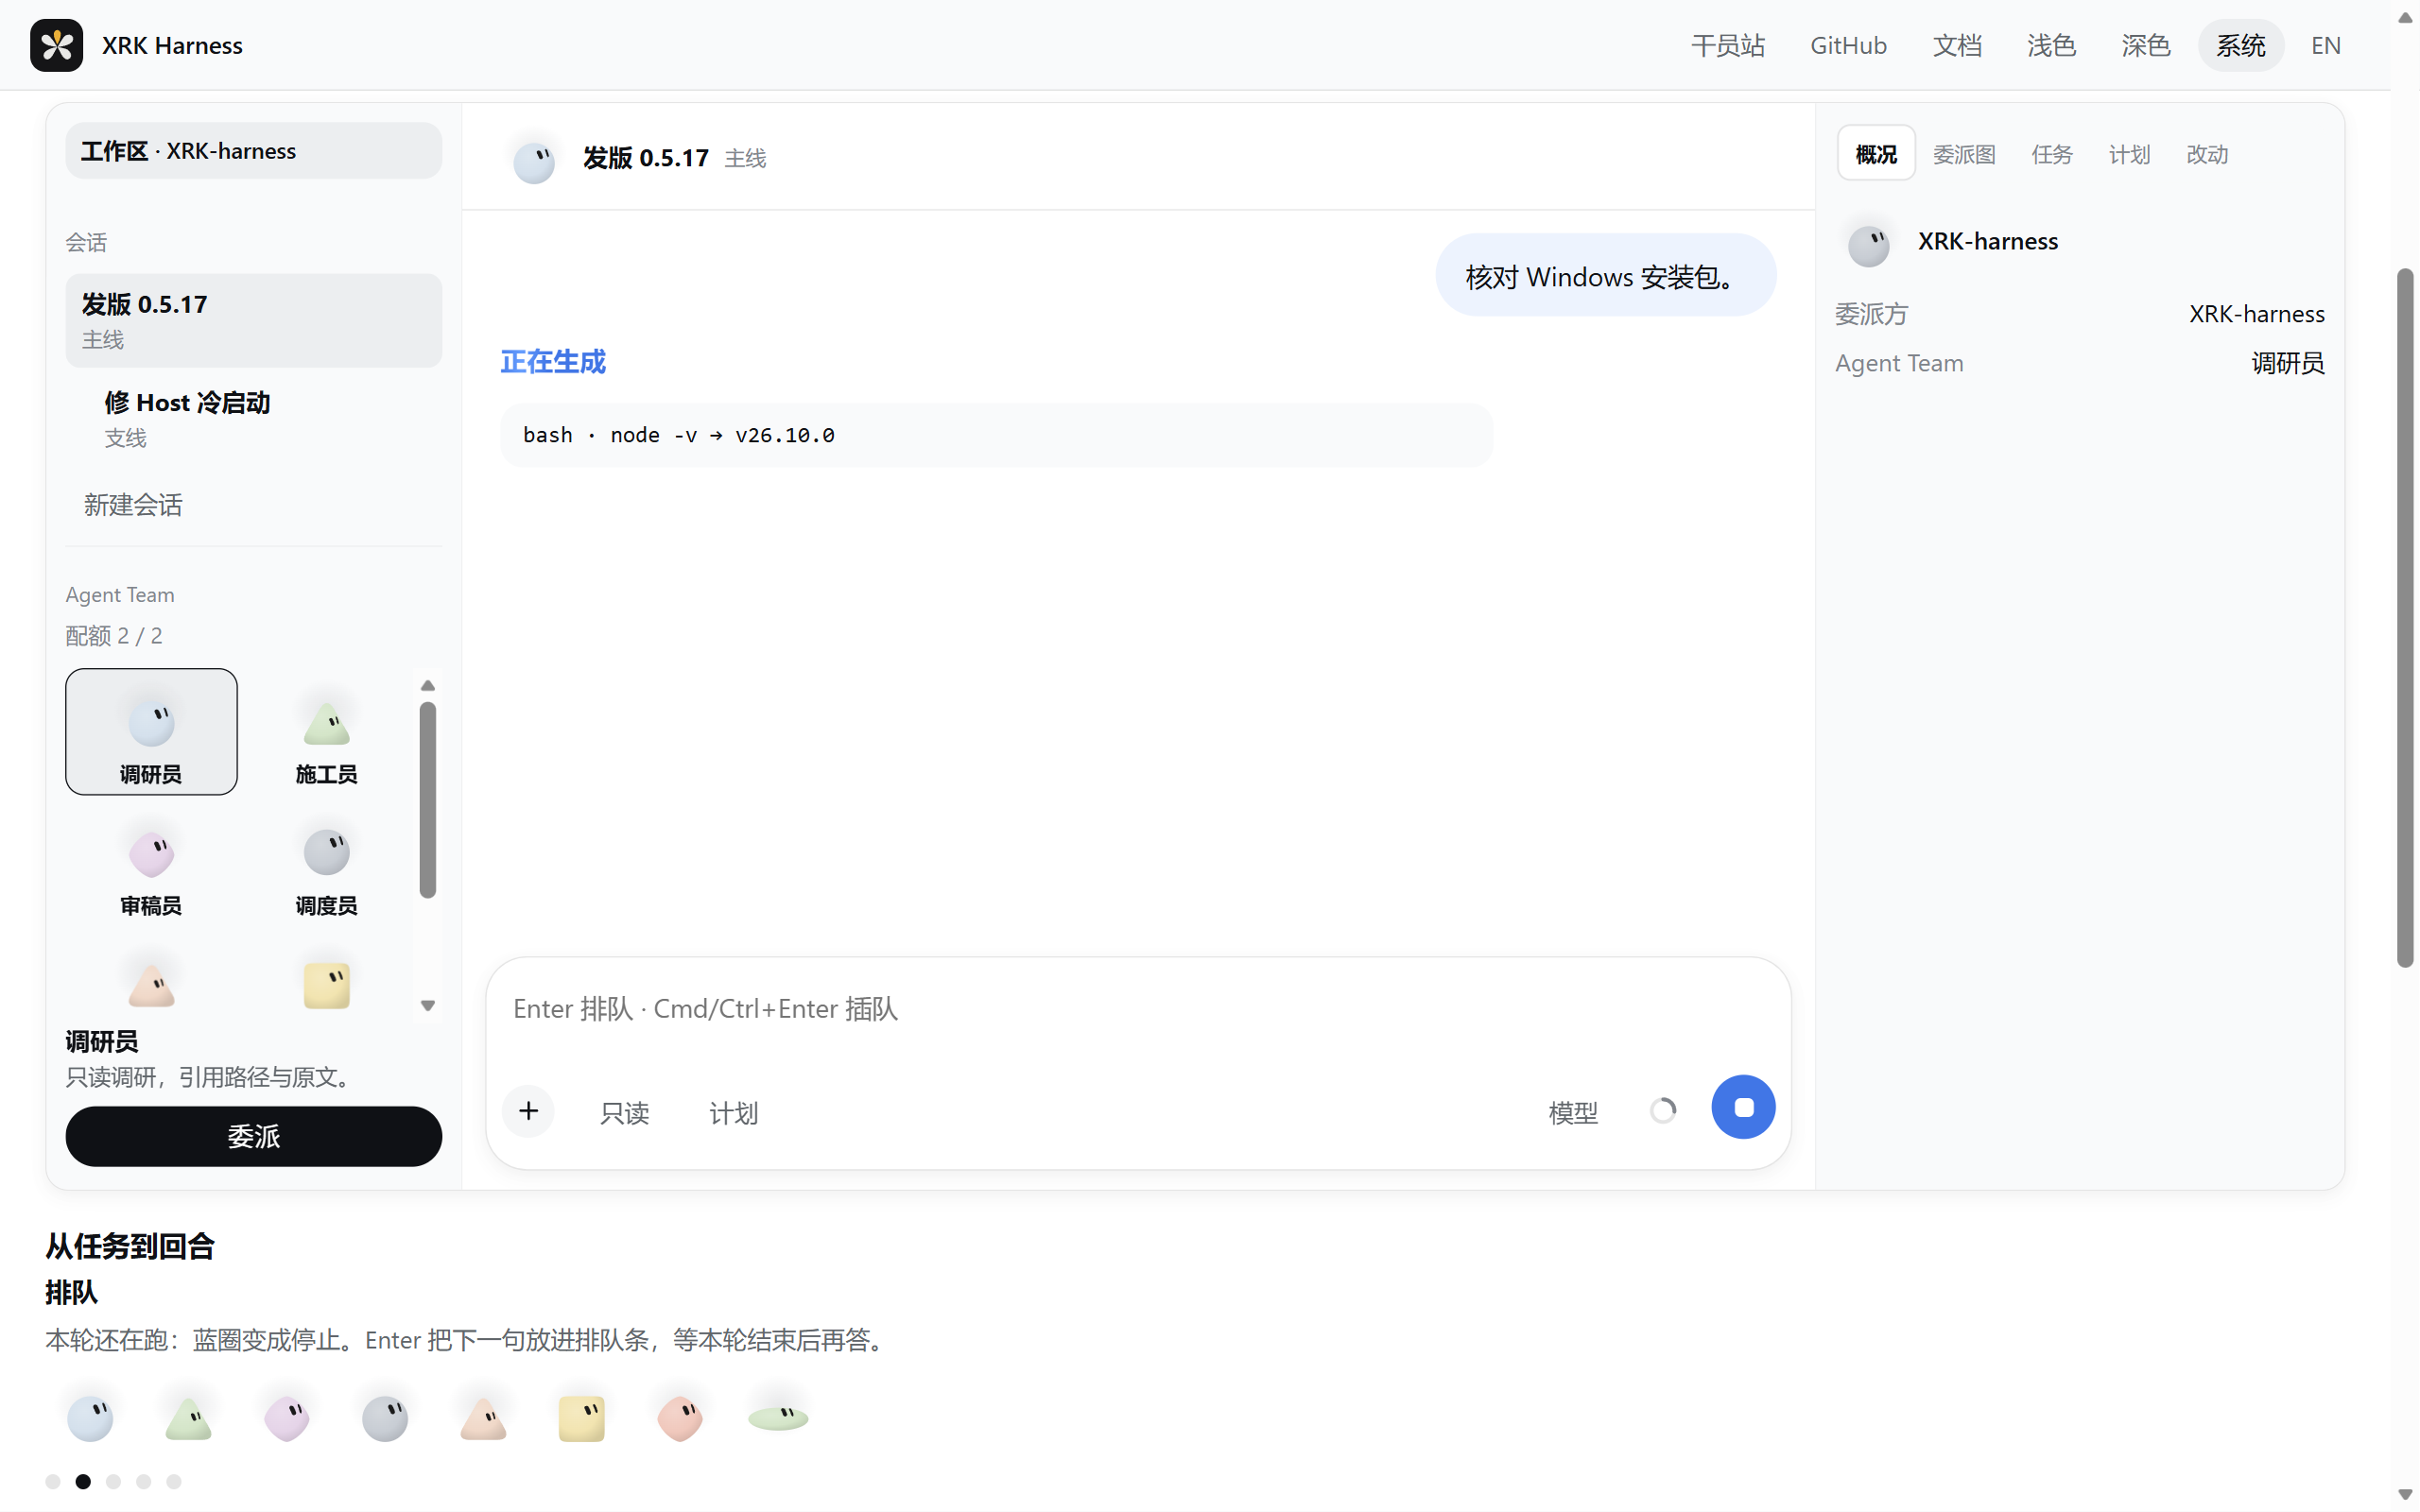 XRK Harness
干员站
GitHub
文档
浅色
深色
系统
EN
工作区 · XRK-harness
会话
发版 0.5.17
主线
修 Host 冷启动
支线
新建会话
Agent Team
配额 2 / 2
调研员
施工员
审稿员
调度员
调研员
只读调研，引用路径与原文。
委派
发版 0.5.17 主线
核对 Windows 安装包。
正在生成
bash · node -v → v26.10.0
Enter 排队 · Cmd/Ctrl+Enter 插队
只读
计划
模型
概况
委派图
任务
计划
改动
XRK-harness
委派方
XRK-harness
Agent Team
调研员
从任务到回合
排队
本轮还在跑：蓝圈变成停止。Enter 把下一句放进排队条，等本轮结束后再答。